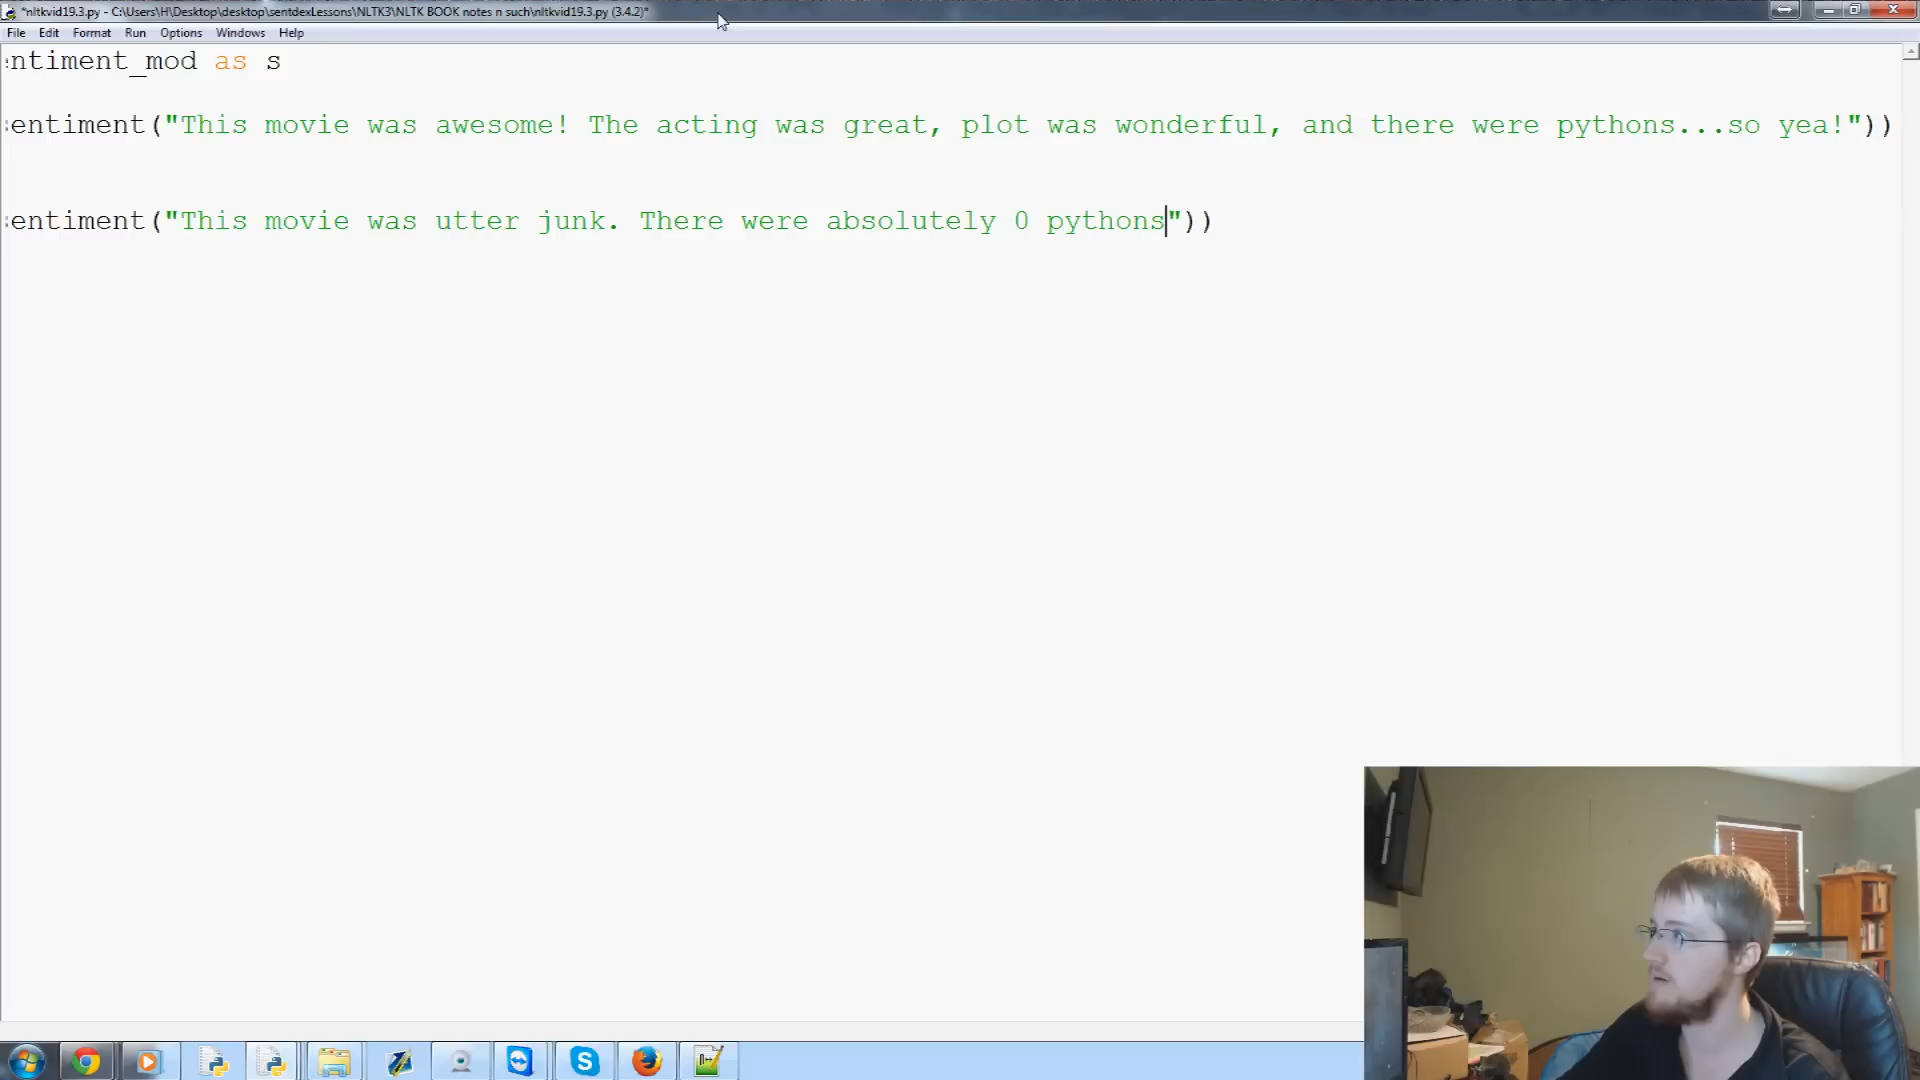 *nltkvid19.3.py - C:\Users\H\Desktop\desktop\sentdexLessons\NLTK3\NLTK BOOK notes n such\nltkvid19.3.py (3.4.2)*
File Edit Format Run Options Windows Help
ntiment_mod as s
entiment("This movie was awesome! The acting was great, plot was wonderful, and there were pythons...so yea!"))
entiment("This movie was utter junk. There were absolutely 0 pythons"))